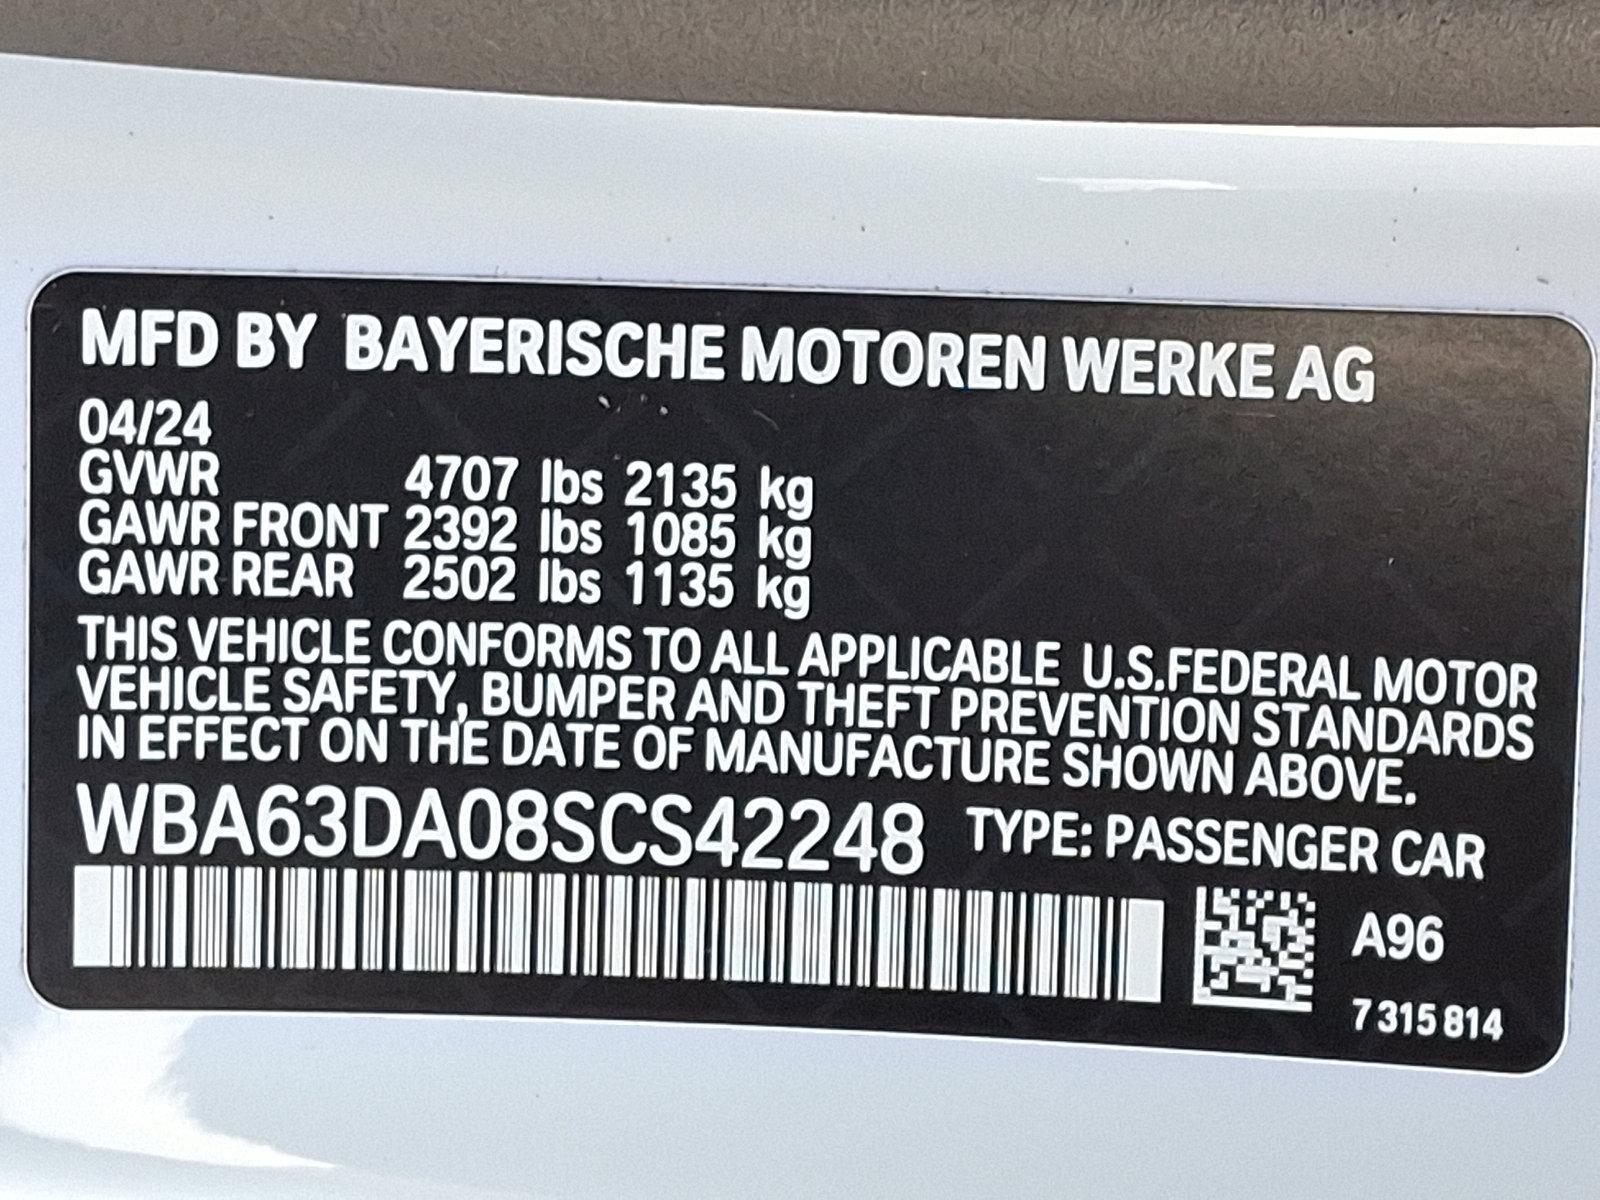 MFD BY BAYERISCHE MOTOREN WERKE AG
04/24
GVWR 4707 lbs 2135 kg
GAWR FRONT 2392 lbs 1085 kg
GAWR REAR 2502 lbs 1135 kg
THIS VEHICLE CONFORMS TO ALL APPLICABLE U.S.FEDERAL MOTOR
VEHICLE SAFETY, BUMPER AND THEFT PREVENTION STANDARDS
IN EFFECT ON THE DATE OF MANUFACTURE SHOWN ABOVE.
WBA63DA08SCS42248 TYPE: PASSENGER CAR
A96
7 315 814